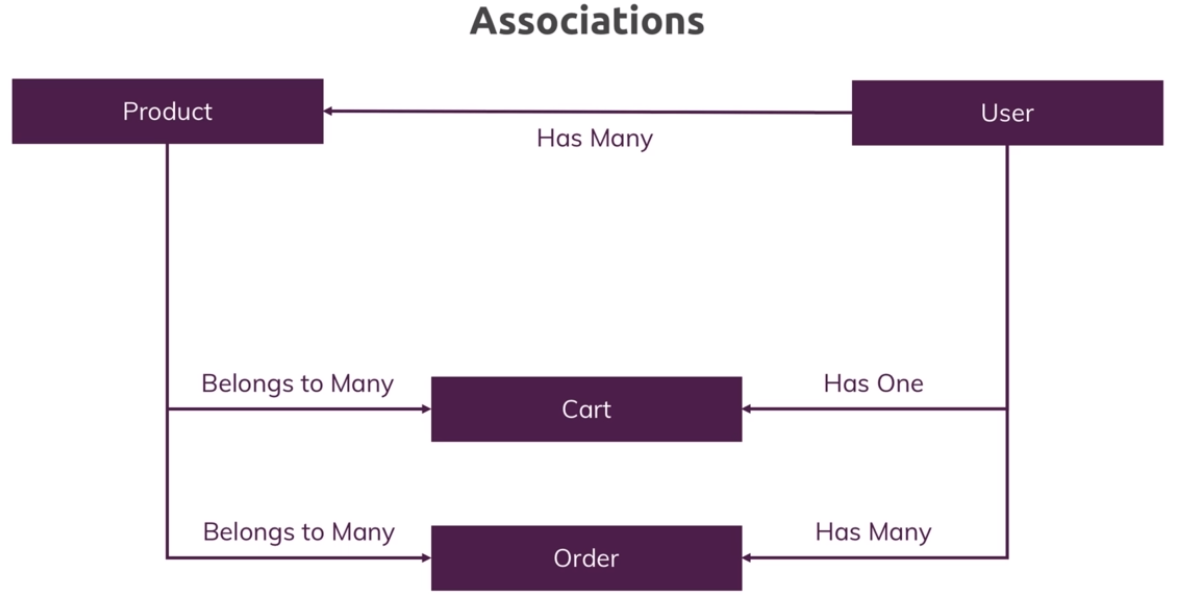 Associations
Product
User
Has Many
Belongs to Many
Has One
Cart
Belongs to Many
Has Many
Order